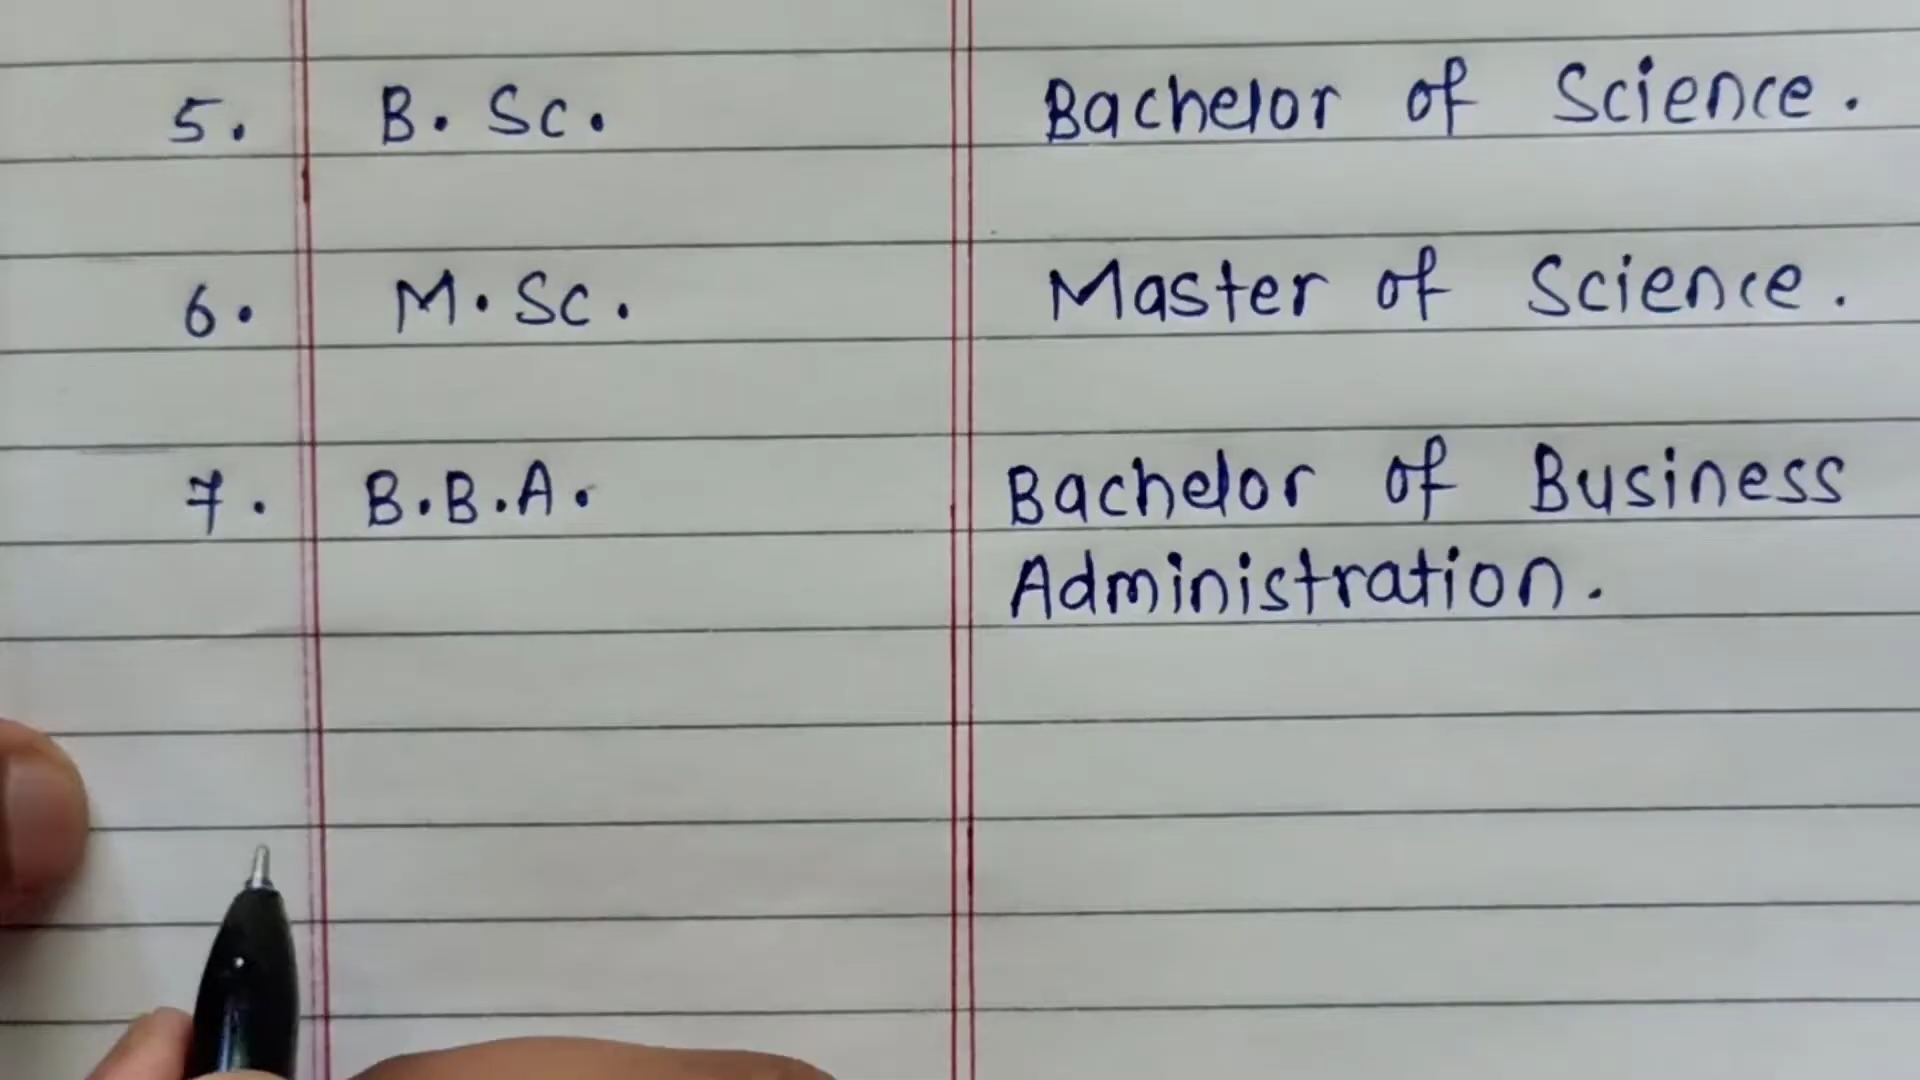 5. B. Sc. Bachelor of Science.
6. M. Sc. Master of Science.
7. B.B.A. Bachelor of Business
Administration.